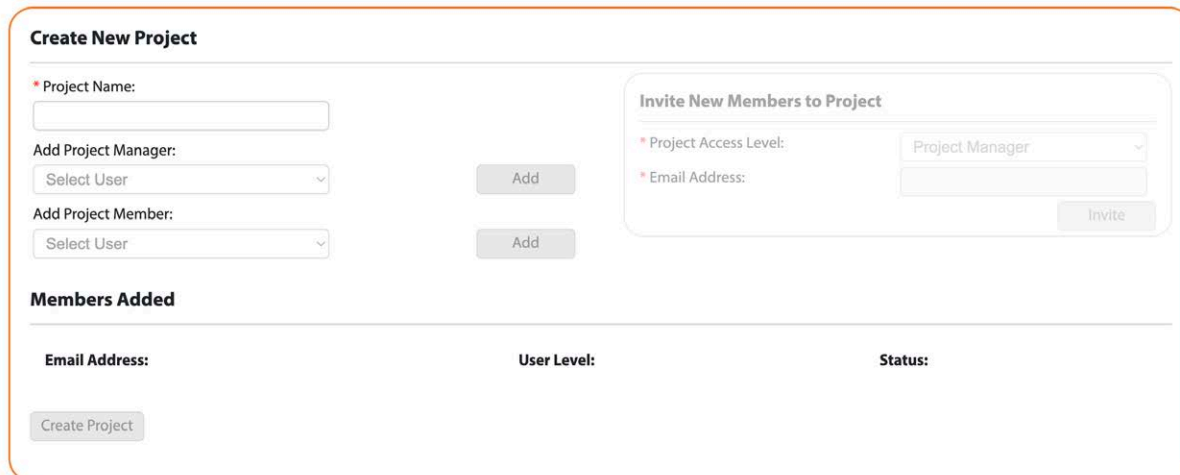 Create New Project
* Project Name:
Add Project Manager:
Select User
Add
Add Project Member:
Select User
Add
Invite New Members to Project
* Project Access Level:
Project Manager
* Email Address:
Invite
Members Added
Email Address:
User Level:
Status:
Create Project